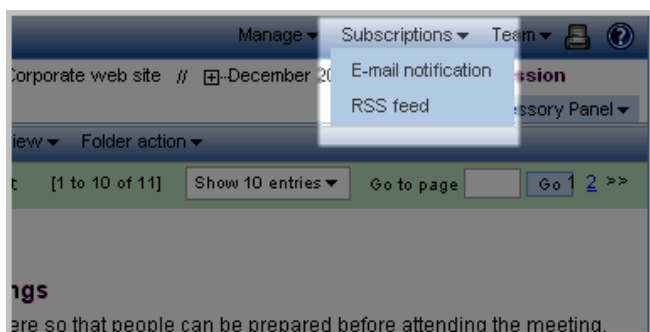 Manage Subscriptions Team
Corporate web site // December 20
E-mail notification
ssion
RSS feed
ssory Panel
iew Folder action
t [1 to 10 of 11] Show 10 entries Go to page Go 1 2 >>
ngs
ere so that people can be prepared before attending the meeting.